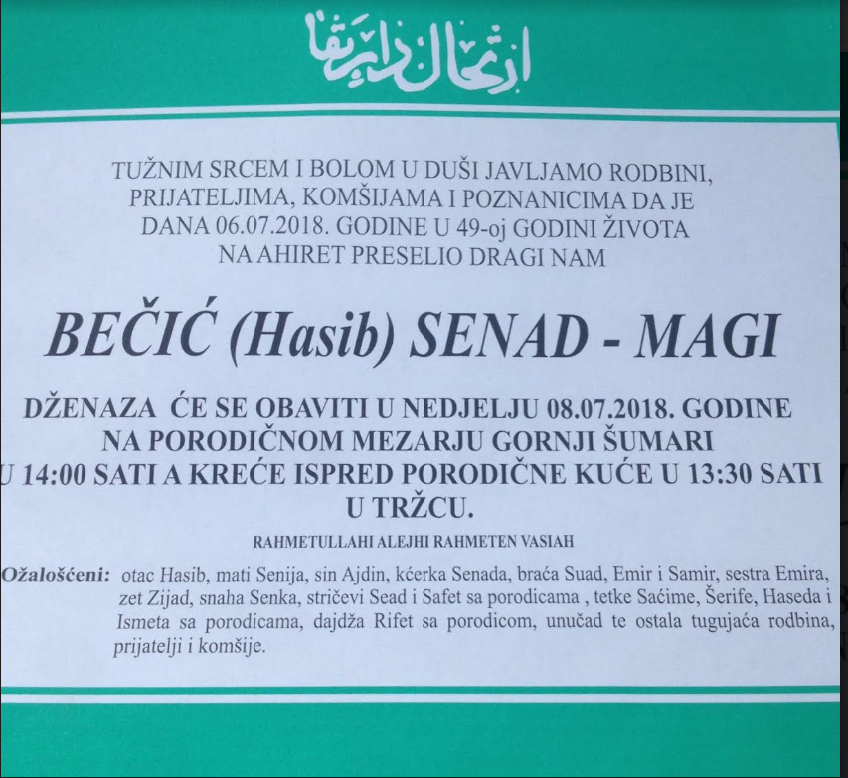 ارتحال دار بقا
TUŽNIM SRCEM I BOLOM U DUŠI JAVLJAMO RODBINI,
PRIJATELJIMA, KOMŠIJAMA I POZNANICIMA DA JE
DANA 06.07.2018. GODINE U 49-oj GODINI ŽIVOTA
NA AHIRET PRESELIO DRAGI NAM
BEČIĆ (Hasib) SENAD - MAGI
DŽENAZA ĆE SE OBAVITI U NEDJELJU 08.07.2018. GODINE
NA PORODIČNOM MEZARJU GORNJI ŠUMARI
U 14:00 SATI A KREĆE ISPRED PORODIČNE KUĆE U 13:30 SATI
U TRŽCU.
RAHMETULLAHI ALEJHI RAHMETEN VASIAH
Ožalošćeni: otac Hasib, mati Senija, sin Ajdin, kćerka Senada, braća Suad, Emir i Samir, sestra Emira,
zet Zijad, snaha Senka, stričevi Sead i Safet sa porodicama , tetke Saćime, Šerife, Haseda i
Ismeta sa porodicama, dajdža Rifet sa porodicom, unučad te ostala tugujaća rodbina,
prijatelji i komšije.